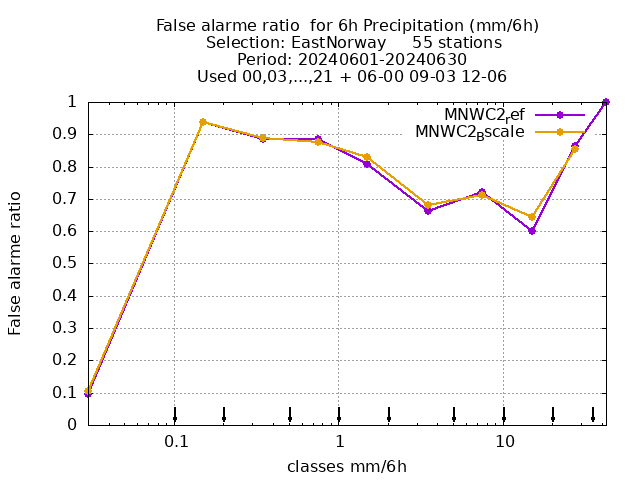 False alarme ratio  for 6h Precipitation (mm/6h)
Selection: EastNorway     55 stations
Period: 20240601-20240630
Used 00,03,...,21 + 06-00 09-03 12-06
MNWC2_ref
MNWC2_Bscale
False alarme ratio
1
0.9
0.8
0.7
0.6
0.5
0.4
0.3
0.2
0.1
0
0.1 1 10
classes mm/6h